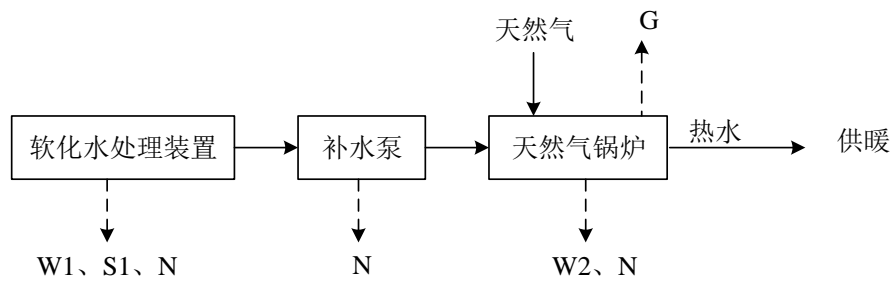 天然气
G
软化水处理装置
补水泵
天然气锅炉
热水
供暖
W1、S1、N
N
W2、N